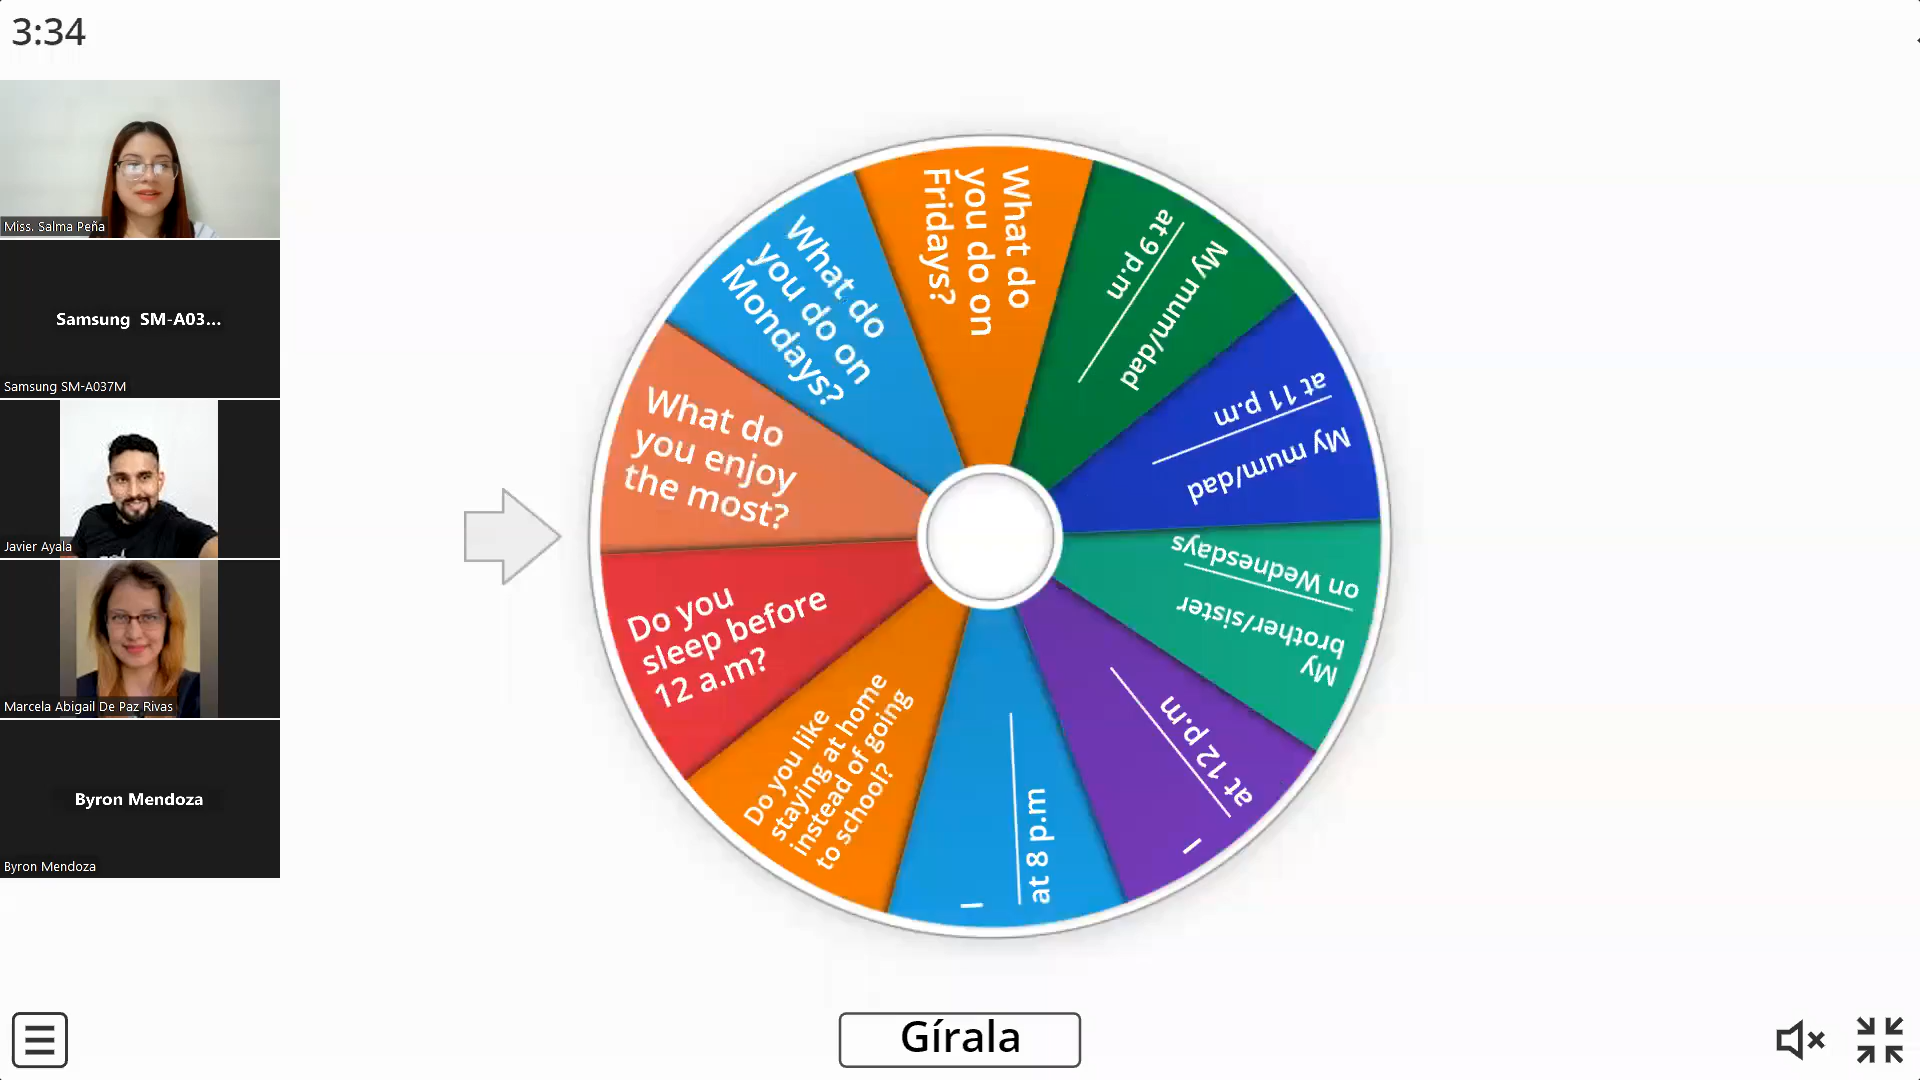 3:34
Miss. Salma Peña
Samsung SM-A03...
Samsung SM-A037M
Javier Ayala
Marcela Abigail De Paz Rivas
Byron Mendoza
Byron Mendoza
What do
you do on
Fridays?
My mum/dad
at 9 p.m
My mum/dad
at 11 p.m
My
brother/sister
on Wednesdays
I
at 12 p.m
I
at 8 p.m
Do you like
staying at home
instead of going
to school?
Do you
sleep before
12 a.m?
What do
you enjoy
the most?
What do
you do on
Mondays?
Gírala